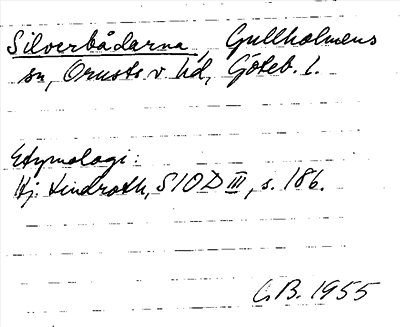 Silverbådarna, Gullholmens
sn, Orusts v. hd, Göteb. l.
Etymologi:
Hj. Lindroth, SIOD III, s. 186.
C.B. 1955